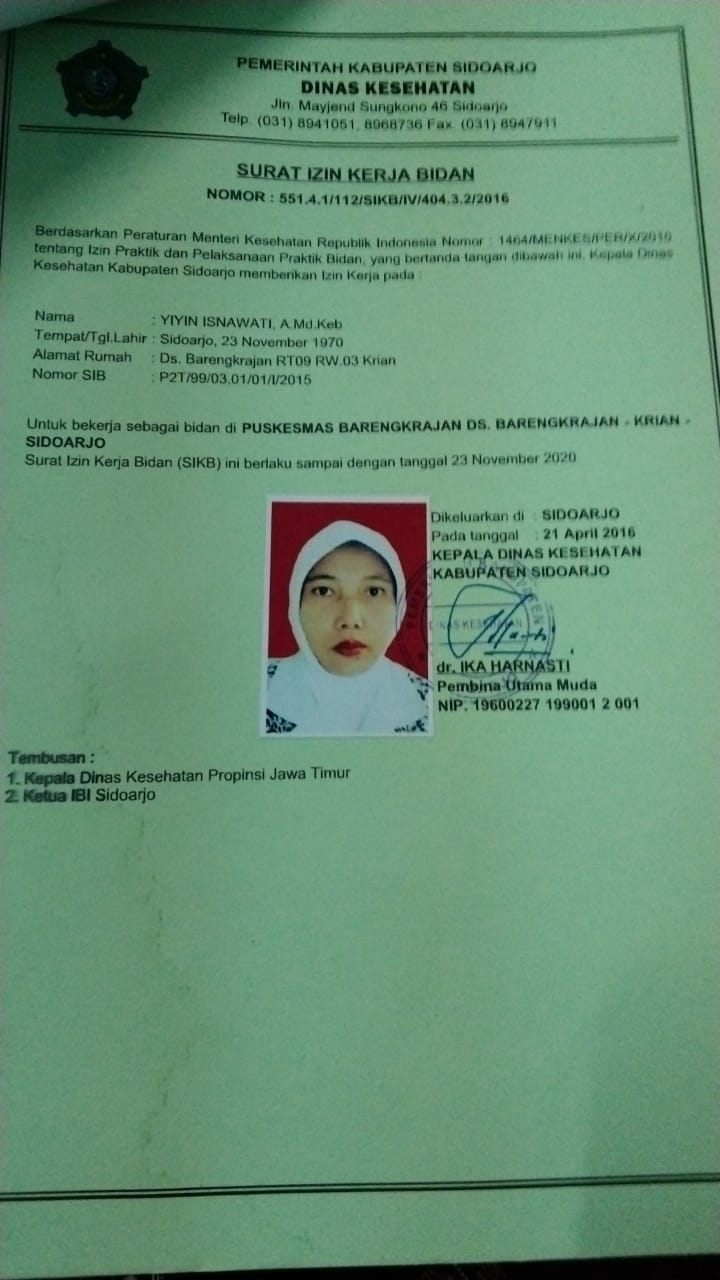 PEMERINTAH KABUPATEN SIDOARJO
DINAS KESEHATAN
Jln. Mayjend Sungkono 46 Sidoarjo
Telp. (031) 8941051, 8968736 Fax. (031) 8947911
SURAT IZIN KERJA BIDAN
NOMOR : 551.4.1/112/SIKB/IV/404.3.2/2016
Berdasarkan Peraturan Menteri Kesehatan Republik Indonesia Nomor : 1464/MENKES/PER/X/2010
tentang Izin Praktik dan Pelaksanaan Praktik Bidan, yang bertanda tangan dibawah ini, Kepala Dinas
Kesehatan Kabupaten Sidoarjo memberikan Izin Kerja pada :
Nama : YIYIN ISNAWATI, A.Md.Keb
Tempat/Tgl.Lahir : Sidoarjo, 23 November 1970
Alamat Rumah : Ds. Barengkrajan RT09 RW.03 Krian
Nomor SIB : P2T/99/03.01/01/I/2015
Untuk bekerja sebagai bidan di PUSKESMAS BARENGKRAJAN DS. BARENGKRAJAN - KRIAN -
SIDOARJO
Surat Izin Kerja Bidan (SIKB) ini berlaku sampai dengan tanggal 23 November 2020
Dikeluarkan di : SIDOARJO
Pada tanggal : 21 April 2016
KEPALA DINAS KESEHATAN
KABUPATEN SIDOARJO
dr. IKA HARNASTI
Pembina Utama Muda
NIP. 19600227 199001 2 001
Tembusan :
1. Kepala Dinas Kesehatan Propinsi Jawa Timur
2. Ketua IBI Sidoarjo